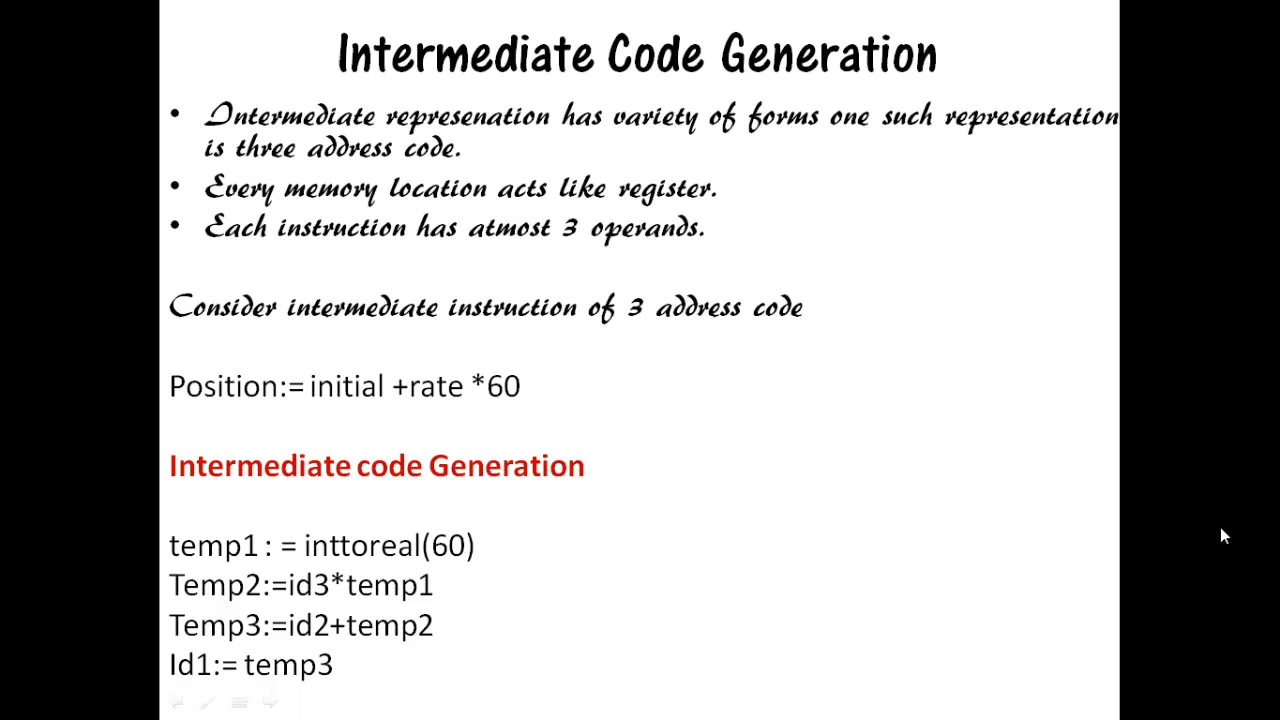 Intermediate Code Generation
• Intermediate represenation has variety of forms one such representation
is three address code.
• Every memory location acts like register.
• Each instruction has atmost 3 operands.
Consider intermediate instruction of 3 address code
Position:= initial +rate *60
Intermediate code Generation
temp1 : = inttoreal(60)
Temp2:=id3*temp1
Temp3:=id2+temp2
Id1:= temp3